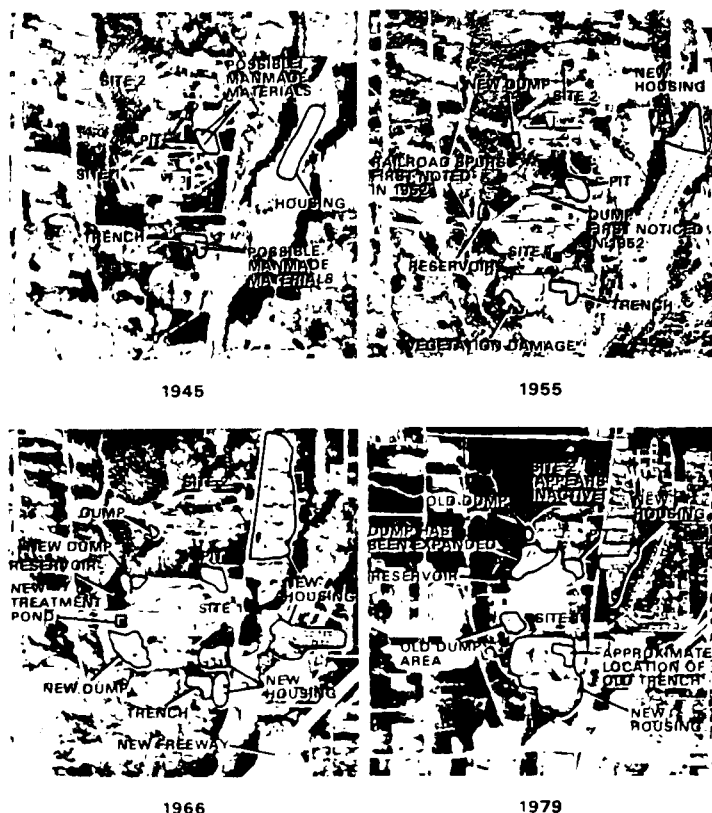 POSSIBLE
MANMADE
MATERIALS
SITE 2
PIT
SITE 1
HOUSING
TRENCH
POSSIBLE
MANMADE
MATERIALS
1945
NEW DUMP
SITE 2
NEW
HOUSING
RAILROAD SPURS
FIRST NOTED
IN 1952
PIT
DUMP
FIRST NOTICED
IN 1952
SITE 1
RESERVOIR
TRENCH
VEGETATION DAMAGE
1955
SITE 2
DUMP
NEW DUMP
PIT
RESERVOIR
NEW
TREATMENT
POND
NEW
HOUSING
SITE 1
NEW DUMP
NEW
HOUSING
TRENCH
NEW FREEWAY
1966
SITE 2
APPEARS
INACTIVE
OLD DUMP
NEW
HOUSING
DUMP HAS
BEEN EXPANDED
RESERVOIR
SITE 1
OLD DUMP
AREA
APPROXIMATE
LOCATION OF
OLD TRENCH
NEW
HOUSING
1979